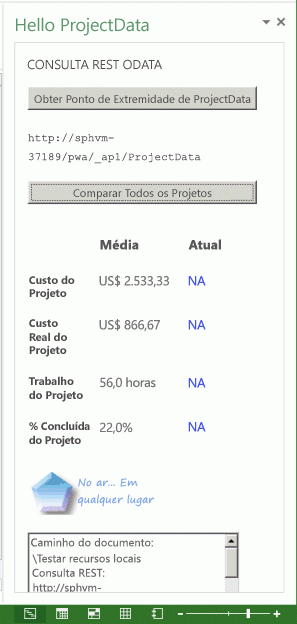 Hello ProjectData
CONSULTA REST ODATA
Obter Ponto de Extremidade de ProjectData
http://sphvm-
37189/pwa/_api/ProjectData
Comparar Todos os Projetos
Média Atual
Custo do
Projeto
US$ 2.533,33 NA
Custo
Real do
Projeto
US$ 866,67 NA
Trabalho
do Projeto
56,0 horas NA
% Concluída
do Projeto
22,0% NA
No ar... Em
qualquer lugar
Caminho do documento:
\Testar recursos locais
Consulta REST:
http://sphvm-